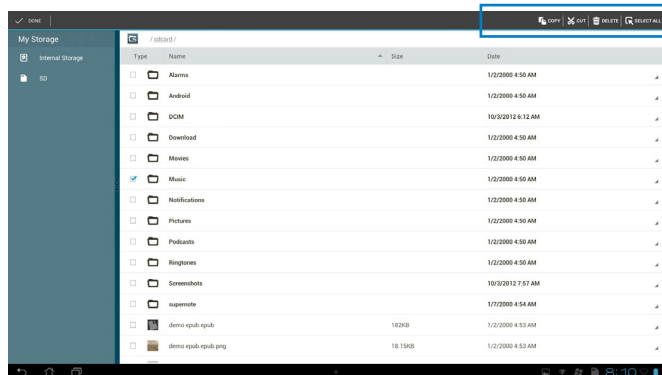 DONE COPY CUT DELETE SELECT ALL
My Storage / sdcard /
Internal Storage Type Name Size Date
SD Alarms 1/2/2000 4:50 AM
Android 1/2/2000 4:50 AM
DCIM 10/3/2012 6:12 AM
Download 1/2/2000 4:50 AM
Movies 1/2/2000 4:50 AM
Music 1/2/2000 4:50 AM
Notifications 1/2/2000 4:50 AM
Pictures 1/2/2000 4:50 AM
Podcasts 1/2/2000 4:50 AM
Ringtones 1/2/2000 4:50 AM
Screenshots 10/3/2012 7:57 AM
supernote 1/7/2000 4:54 AM
demo epub.epub 182KB 1/2/2000 4:53 AM
demo epub.epub.png 18.15KB 1/2/2000 4:53 AM
8:10